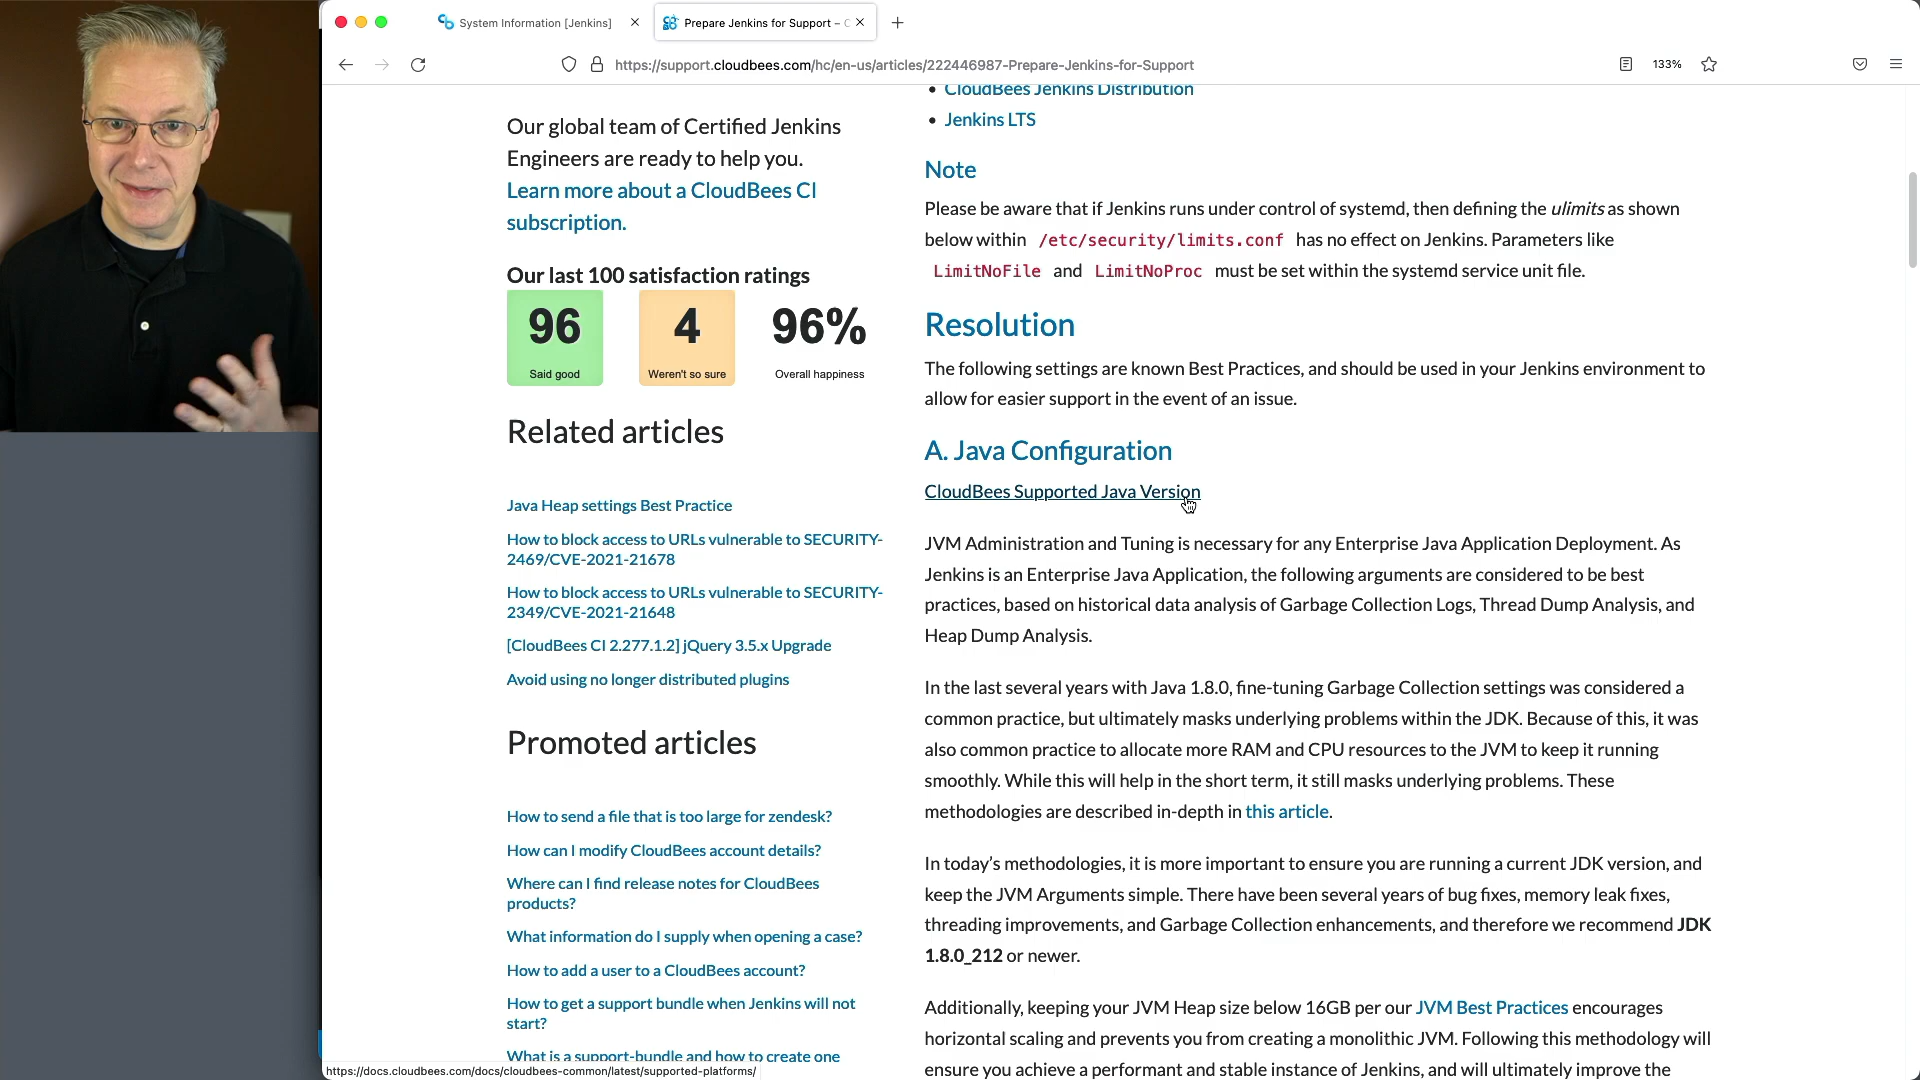 System Information [Jenkins]
Prepare Jenkins for Support – C
https://support.cloudbees.com/hc/en-us/articles/222446987-Prepare-Jenkins-for-Support
133%
Our global team of Certified Jenkins
Engineers are ready to help you.
Learn more about a CloudBees CI
subscription.
Our last 100 satisfaction ratings
96
Said good
4
Weren't so sure
96%
Overall happiness
Related articles
Java Heap settings Best Practice
How to block access to URLs vulnerable to SECURITY-
2469/CVE-2021-21678
How to block access to URLs vulnerable to SECURITY-
2349/CVE-2021-21648
[CloudBees CI 2.277.1.2] jQuery 3.5.x Upgrade
Avoid using no longer distributed plugins
Promoted articles
How to send a file that is too large for zendesk?
How can I modify CloudBees account details?
Where can I find release notes for CloudBees
products?
What information do I supply when opening a case?
How to add a user to a CloudBees account?
How to get a support bundle when Jenkins will not
start?
What is a support-bundle and how to create one
CloudBees Jenkins Distribution
Jenkins LTS
Note
Please be aware that if Jenkins runs under control of systemd, then defining the ulimits as shown
below within /etc/security/limits.conf has no effect on Jenkins. Parameters like
LimitNoFile and LimitNoProc must be set within the systemd service unit file.
Resolution
The following settings are known Best Practices, and should be used in your Jenkins environment to
allow for easier support in the event of an issue.
A. Java Configuration
CloudBees Supported Java Version
JVM Administration and Tuning is necessary for any Enterprise Java Application Deployment. As
Jenkins is an Enterprise Java Application, the following arguments are considered to be best
practices, based on historical data analysis of Garbage Collection Logs, Thread Dump Analysis, and
Heap Dump Analysis.
In the last several years with Java 1.8.0, fine-tuning Garbage Collection settings was considered a
common practice, but ultimately masks underlying problems within the JDK. Because of this, it was
also common practice to allocate more RAM and CPU resources to the JVM to keep it running
smoothly. While this will help in the short term, it still masks underlying problems. These
methodologies are described in-depth in this article.
In today's methodologies, it is more important to ensure you are running a current JDK version, and
keep the JVM Arguments simple. There have been several years of bug fixes, memory leak fixes,
threading improvements, and Garbage Collection enhancements, and therefore we recommend JDK
1.8.0_212 or newer.
Additionally, keeping your JVM Heap size below 16GB per our JVM Best Practices encourages
horizontal scaling and prevents you from creating a monolithic JVM. Following this methodology will
ensure you achieve a performant and stable instance of Jenkins, and will ultimately improve the
https://docs.cloudbees.com/docs/cloudbees-common/latest/supported-platforms/